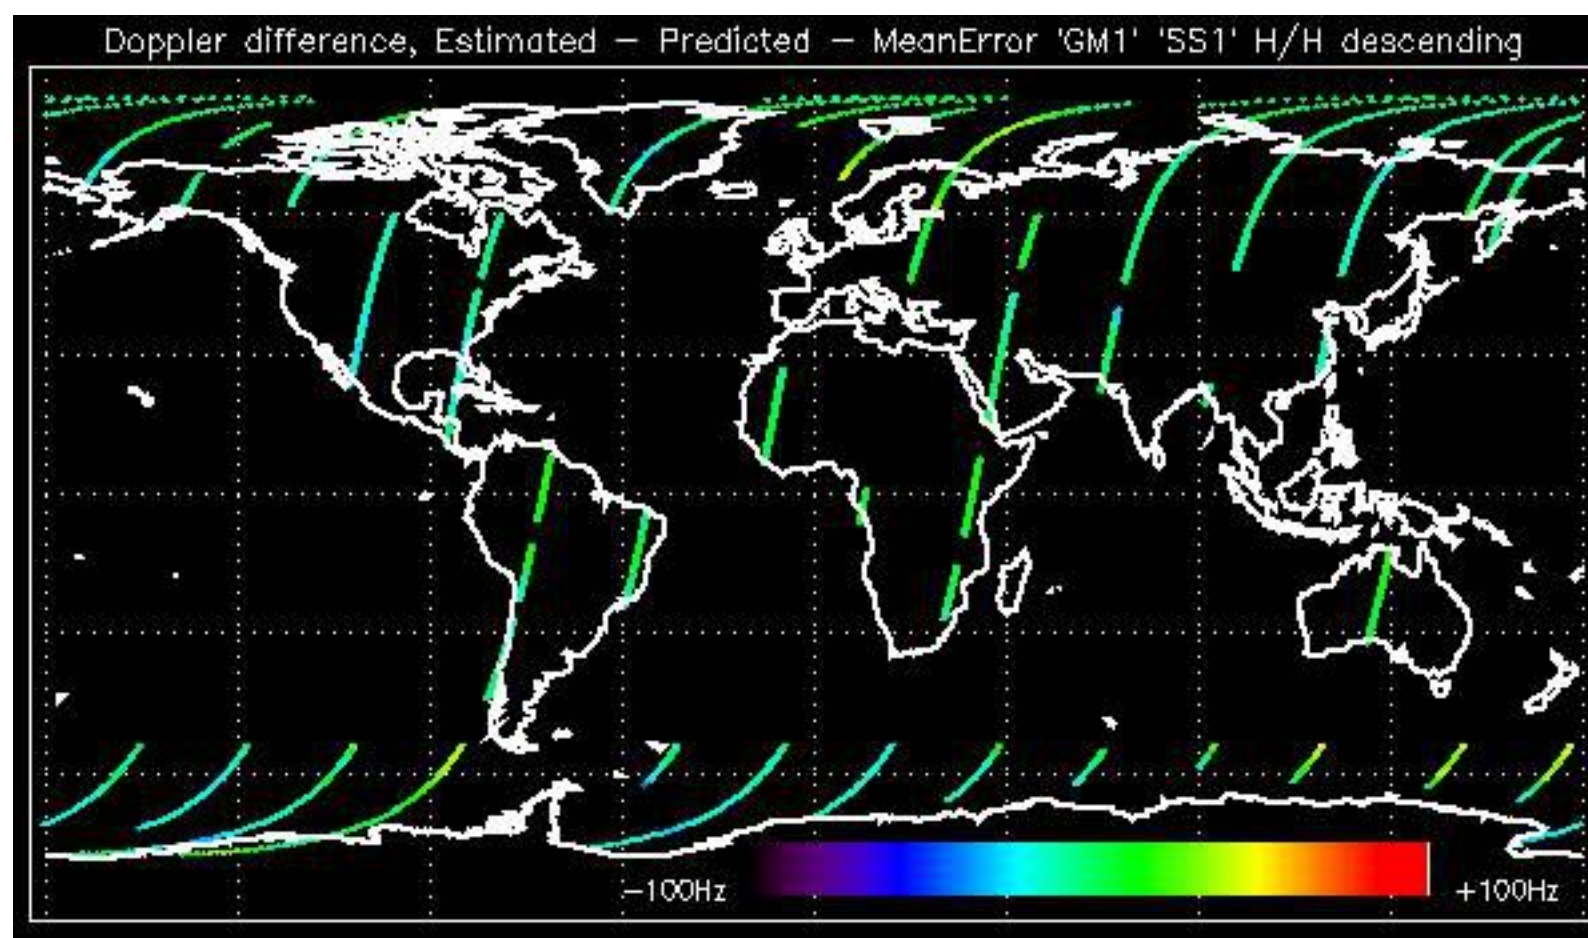 Doppler difference, Estimated – Predicted – MeanError 'GM1' 'SS1' H/H descending
–100Hz +100Hz